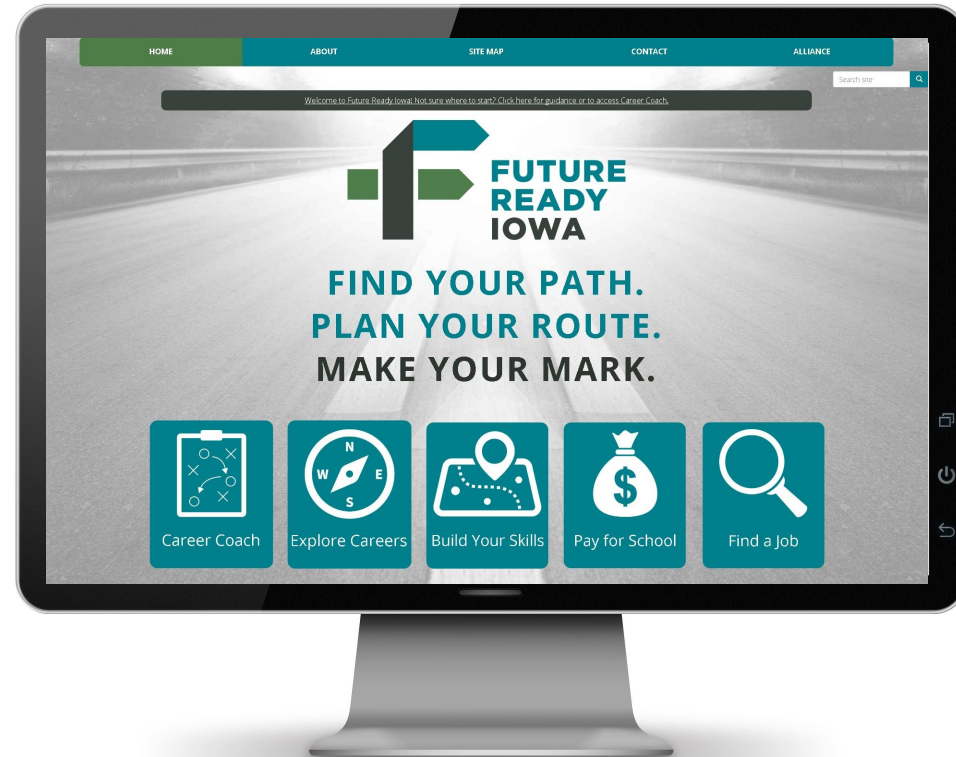 HOME ABOUT SITE MAP CONTACT ALLIANCE
Search site
Welcome to Future Ready Iowa! Not sure where to start? Click here for guidance or to access Career Coach.
FUTURE
READY
IOWA
FIND YOUR PATH.
PLAN YOUR ROUTE.
MAKE YOUR MARK.
N
W E
S
$
Career Coach Explore Careers Build Your Skills Pay for School Find a Job